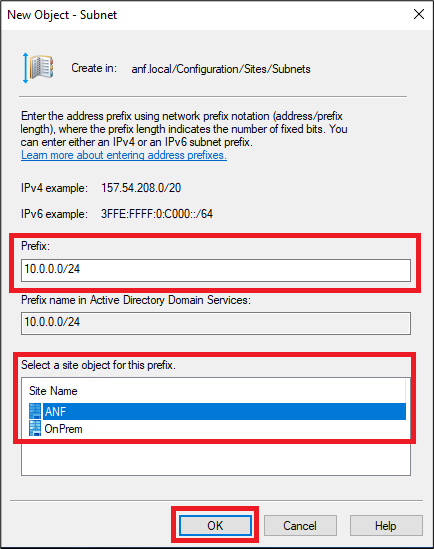 New Object - Subnet
Create in: anf.local/Configuration/Sites/Subnets
Enter the address prefix using network prefix notation (address/prefix
length), where the prefix length indicates the number of fixed bits. You
can enter either an IPv4 or an IPv6 subnet prefix.
Learn more about entering address prefixes.
IPv4 example: 157.54.208.0/20
IPv6 example: 3FFE:FFFF:0:C000::/64
Prefix:
10.0.0.0/24
Prefix name in Active Directory Domain Services:
10.0.0.0/24
Select a site object for this prefix.
Site Name
ANF
OnPrem
OK Cancel Help